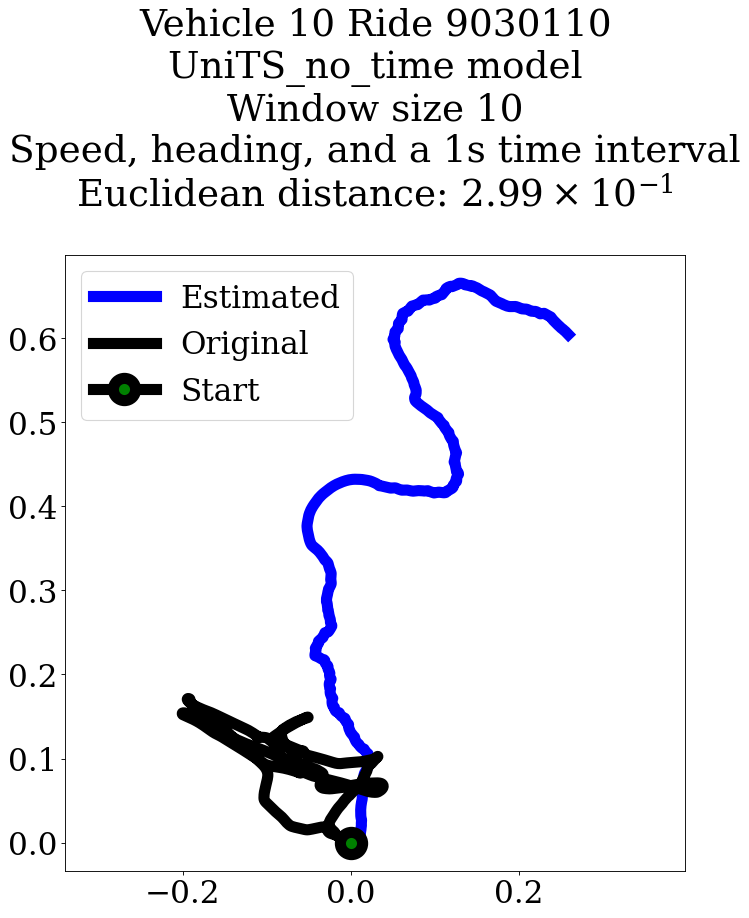 Vehicle 10 Ride 9030110
UniTS_no_time model
Window size 10
Speed, heading, and a 1s time interval
Euclidean distance: 2.99 × 10⁻¹
Estimated
Original
Start
0.6
0.5
0.4
0.3
0.2
0.1
0.0
−0.2 0.0 0.2